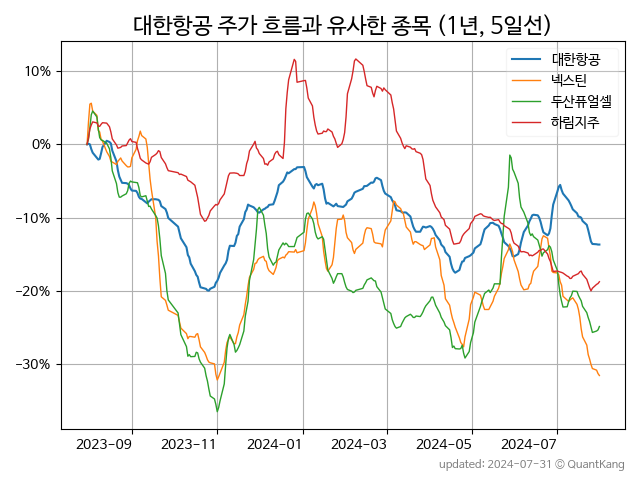 대한항공 주가 흐름과 유사한 종목 (1년, 5일선)
대한항공
넥스틴
두산퓨얼셀
하림지주
10%
0%
−10%
−20%
−30%
2023-09
2023-11
2024-01
2024-03
2024-05
2024-07
updated: 2024-07-31 © QuantKang